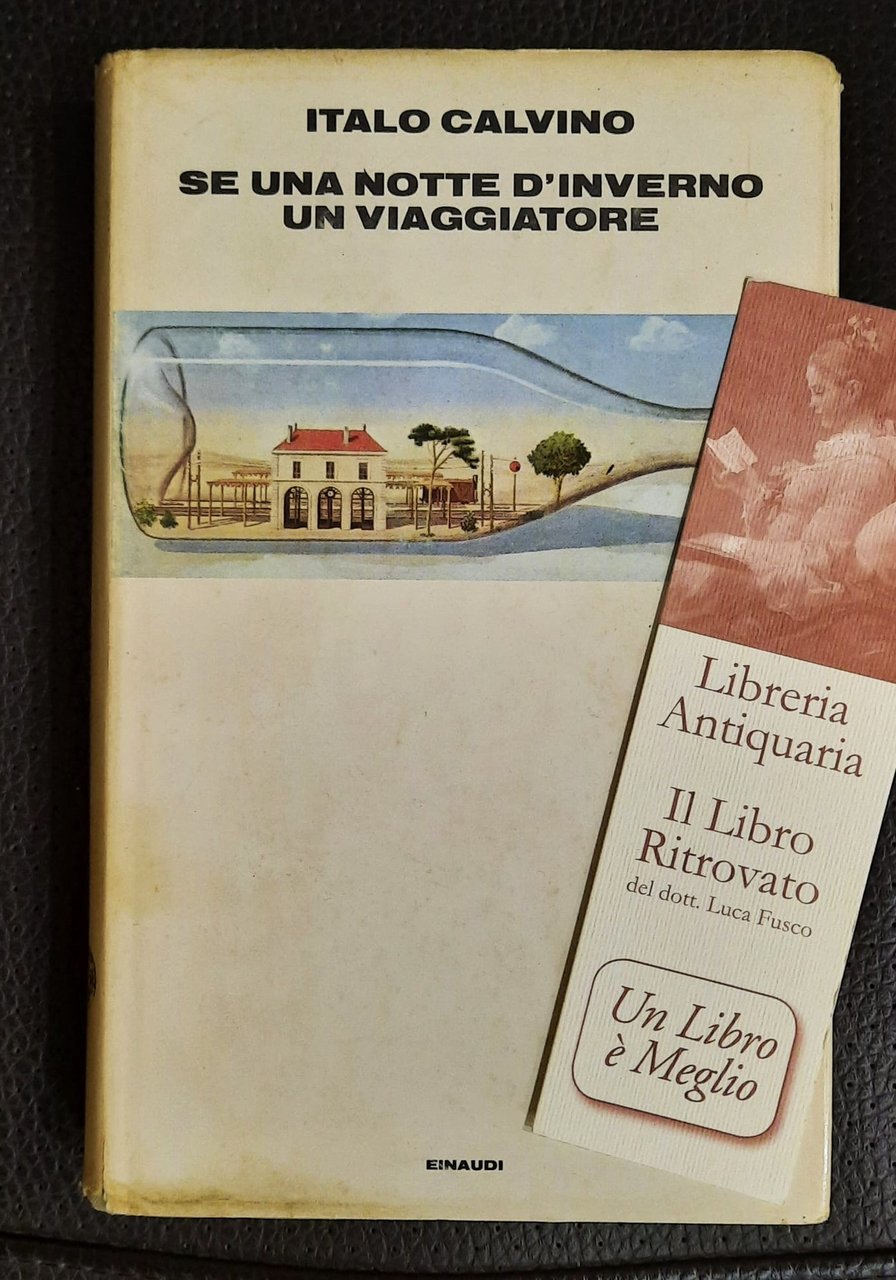 ITALO CALVINO
SE UNA NOTTE D'INVERNO
UN VIAGGIATORE
EINAUDI
Libreria
Antiquaria
Il Libro
Ritrovato
del dott. Luca Fusco
Un Libro
è Meglio